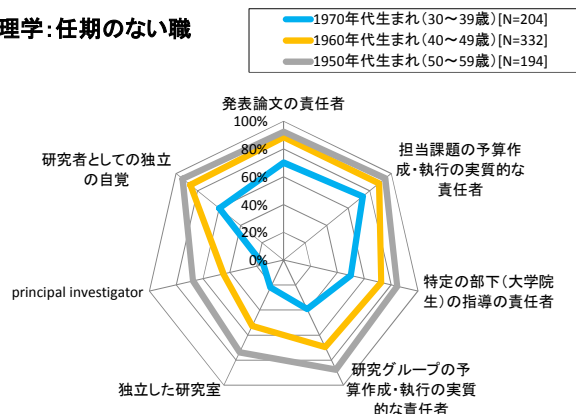 理学：任期のない職
1970年代生まれ(30～39歳)[N=204]
1960年代生まれ(40～49歳)[N=332]
1950年代生まれ(50～59歳)[N=194]
発表論文の責任者
担当課題の予算作
成・執行の実質的な
責任者
特定の部下(大学院
生)の指導の責任者
研究グループの予
算作成・執行の実質
的な責任者
独立した研究室
principal investigator
研究者としての独立
の自覚
100%
80%
60%
40%
20%
0%